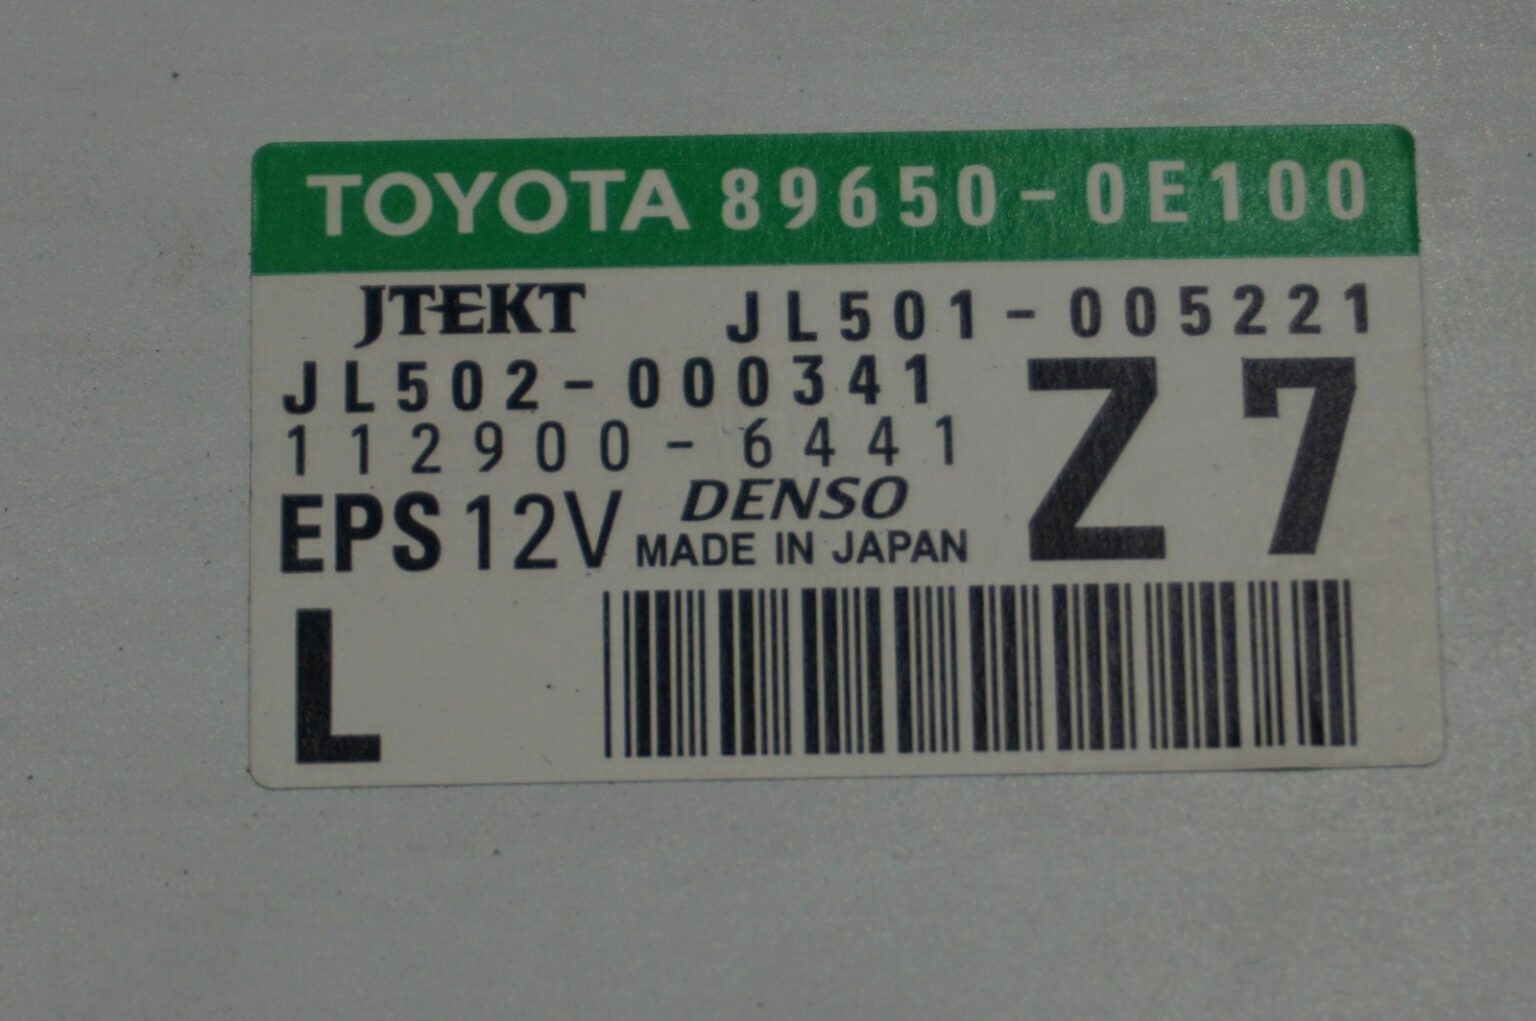 TOYOTA 89650-0E100
JTEKT JL501-005221
JL502-000341
112900-6441
Z7
EPS 12V DENSO
MADE IN JAPAN
L